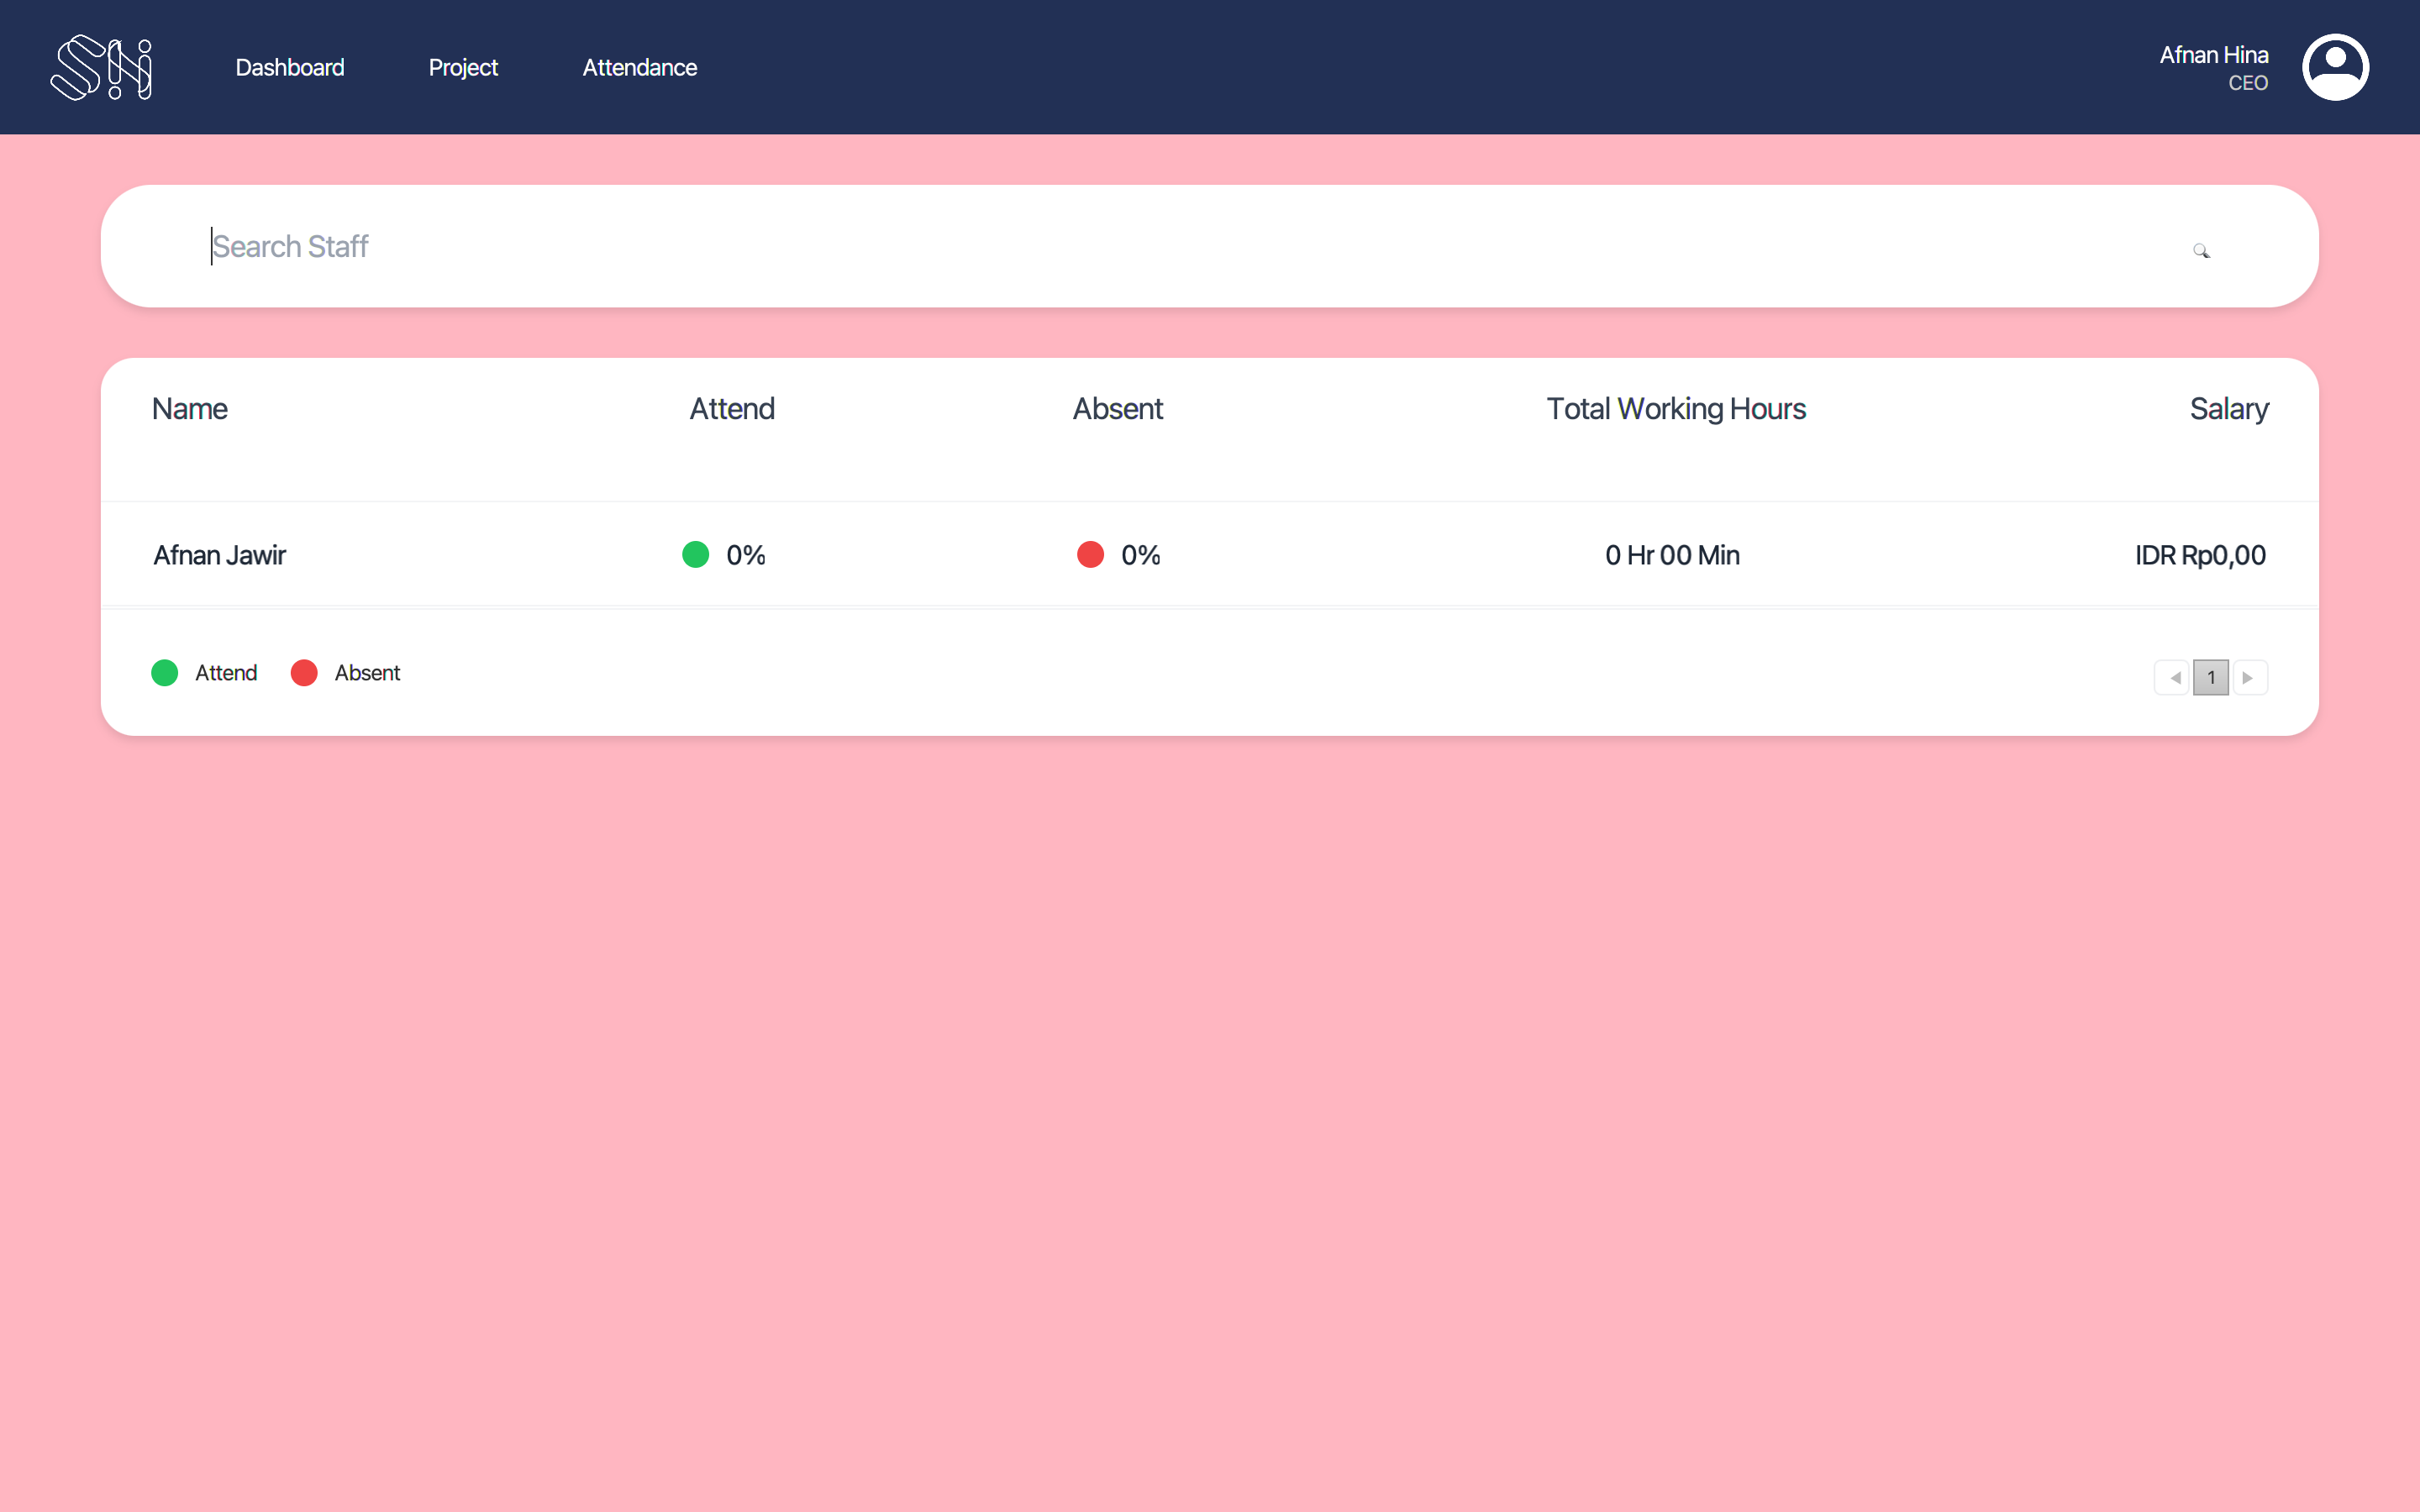 SN
Dashboard Project Attendance
Afnan Hina
CEO
Search Staff
Name Attend Absent Total Working Hours Salary
Afnan Jawir 0% 0% 0 Hr 00 Min IDR Rp0,00
Attend Absent
1